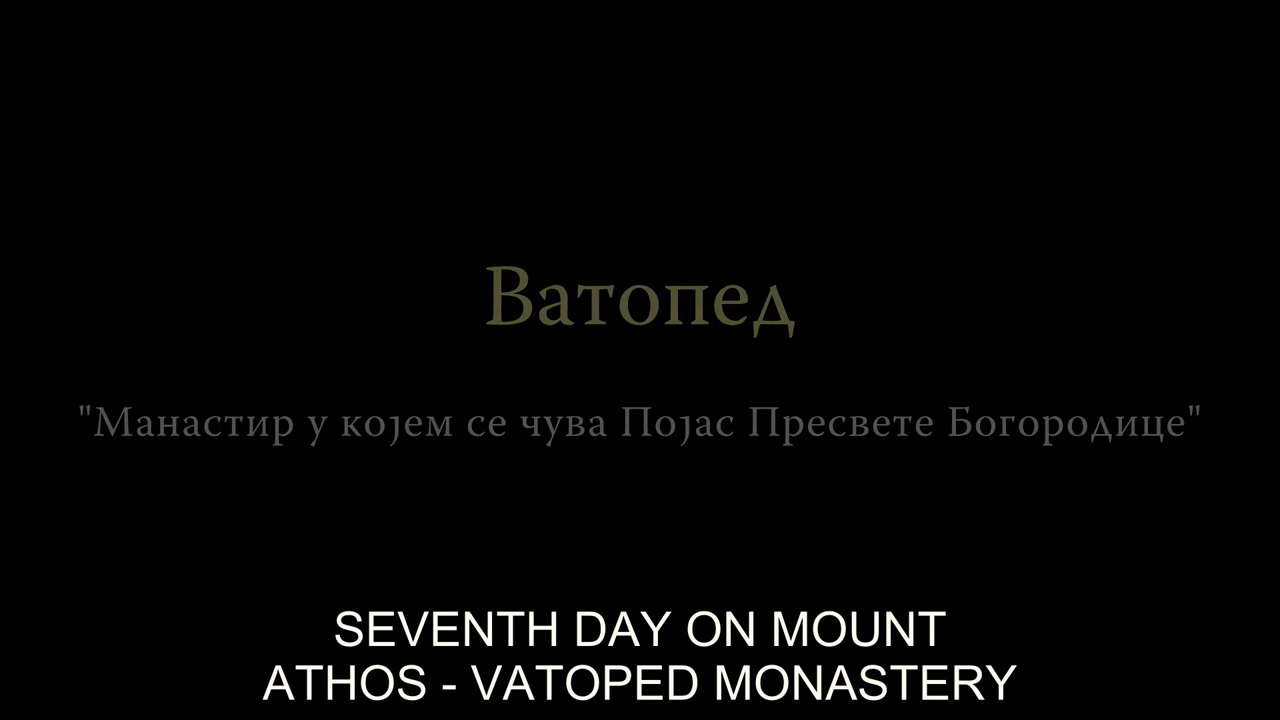 Ватопед
"Манастир у којем се чува Појас Пресвете Богородице"
SEVENTH DAY ON MOUNT
ATHOS - VATOPED MONASTERY